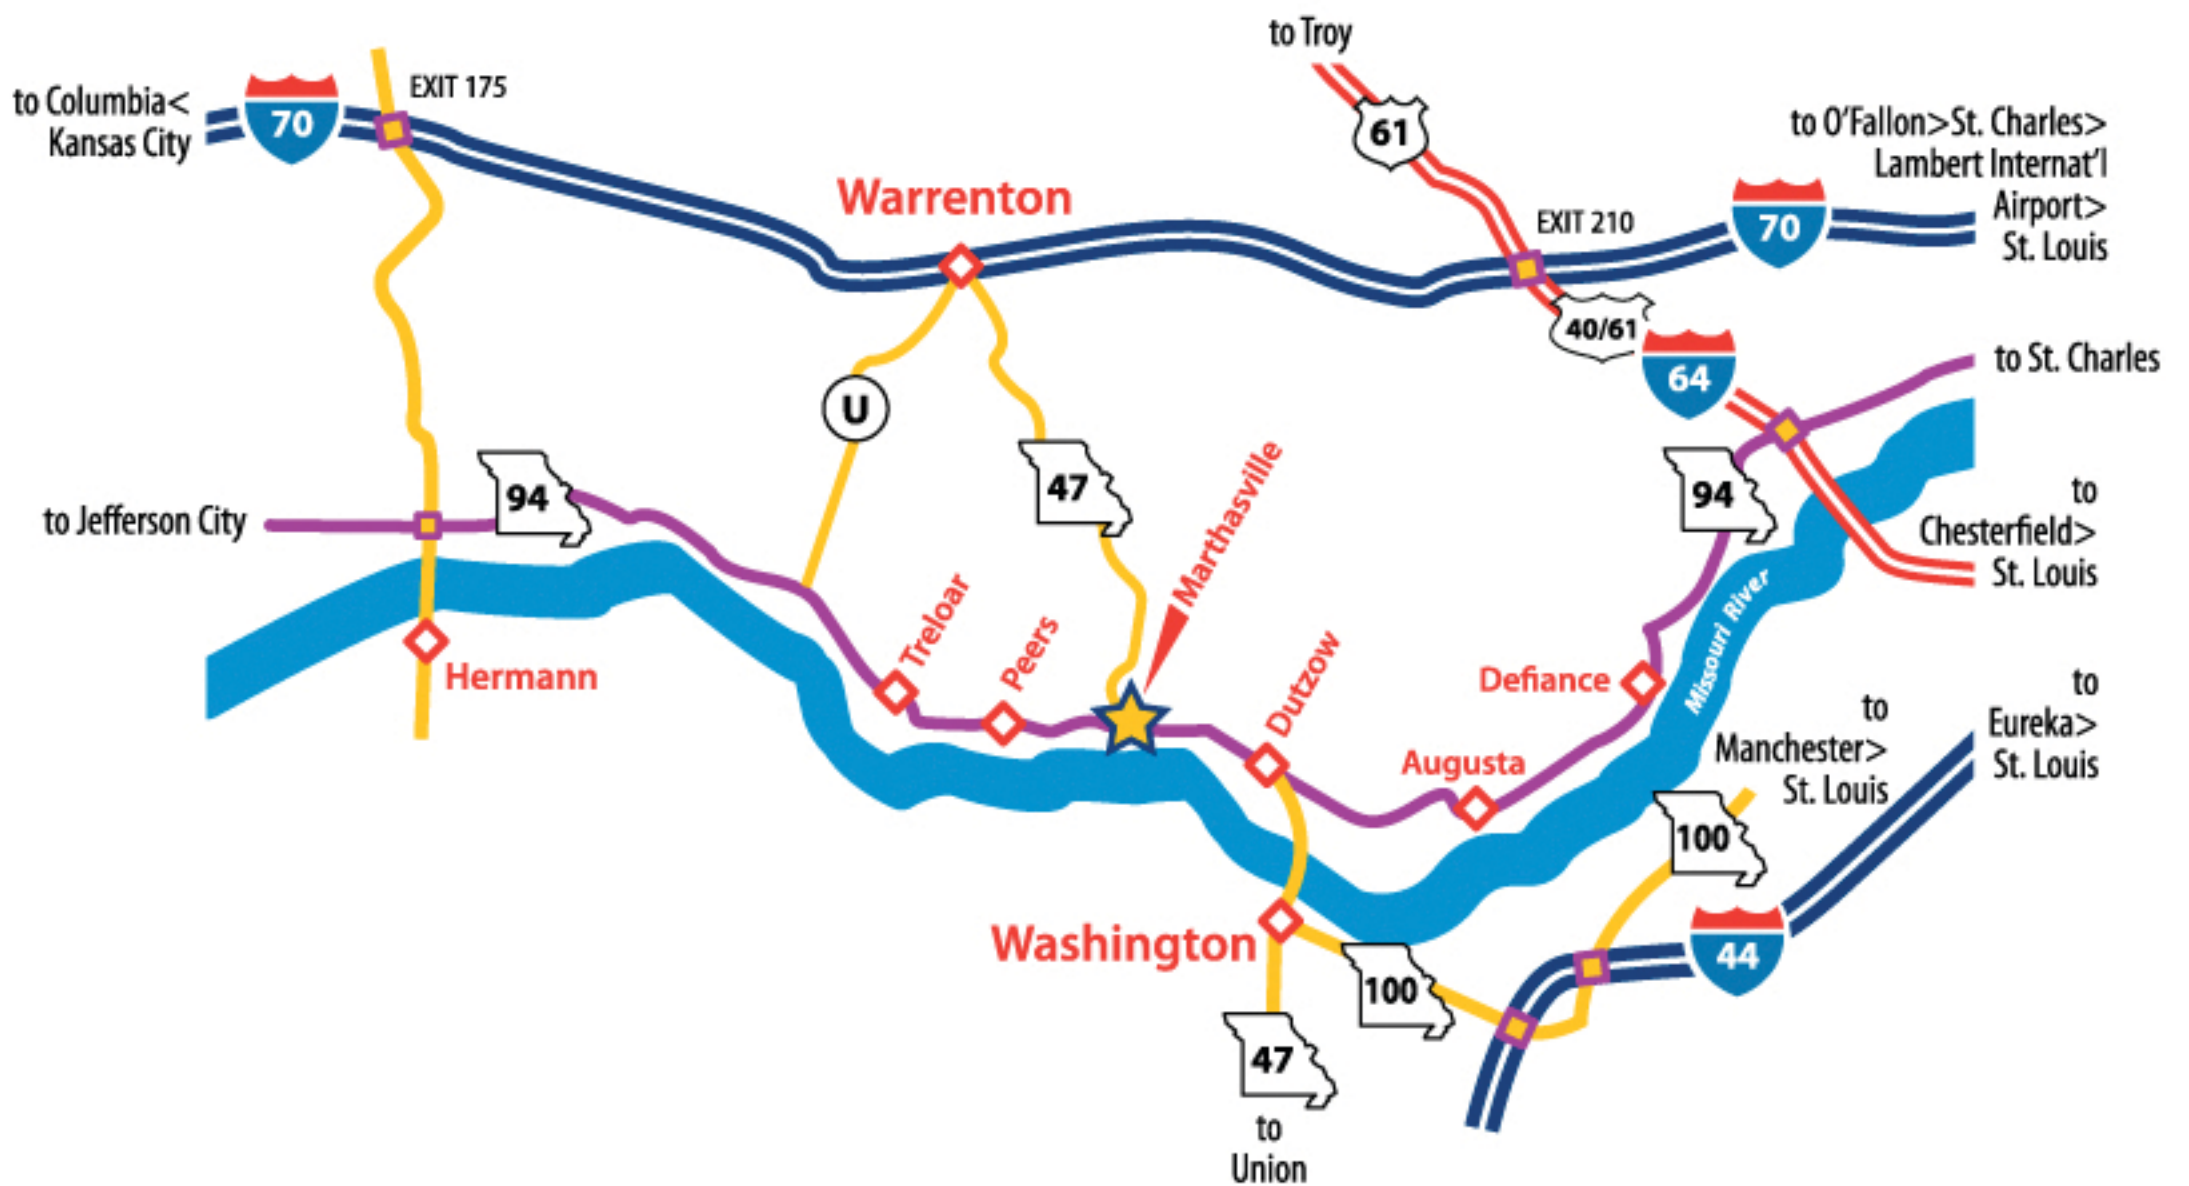 to Troy
EXIT 175
to Columbia<
Kansas City
70
61
to O'Fallon>St. Charles>
Lambert Internat'l
Airport>
St. Louis
Warrenton
EXIT 210
70
40/61
64
to St. Charles
U
94
47
Marthasville
94
to
Chesterfield>
St. Louis
to Jefferson City
Treloar
Peers
Dutzow
Missouri River
Hermann
Defiance
Augusta
to
Manchester>
St. Louis
to
Eureka>
St. Louis
100
Washington
44
100
47
to
Union